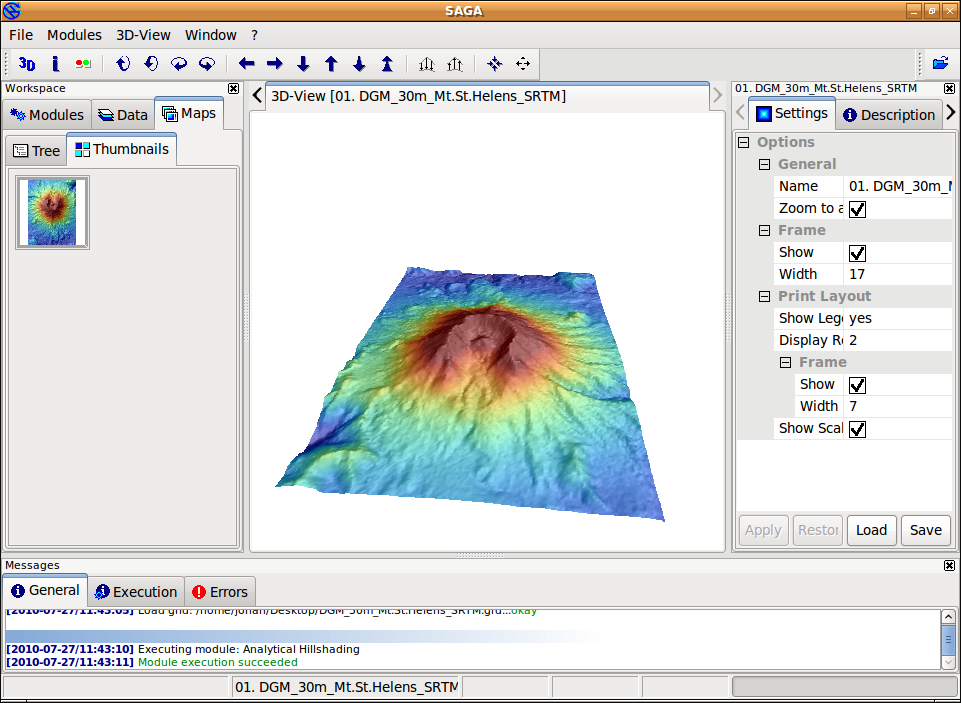 SAGA
File Modules 3D-View Window ?
3D
Workspace
Modules Data Maps
Tree Thumbnails
3D-View [01. DGM_30m_Mt.St.Helens_SRTM]
01. DGM_30m_Mt.St.Helens_SRTM
Settings Description
Options
General
Name 01. DGM_30m_M
Zoom to a
Frame
Show
Width 17
Print Layout
Show Lege yes
Display Re 2
Frame
Show
Width 7
Show Scal
Apply Restor Load Save
Messages
General Execution Errors
[2010-07-27/11:43:05] Load grid: /home/johan/Desktop/DGM_30m_Mt.St.Helens_SRTM.grd...okay
[2010-07-27/11:43:10] Executing module: Analytical Hillshading
[2010-07-27/11:43:11] Module execution succeeded
01. DGM_30m_Mt.St.Helens_SRTM